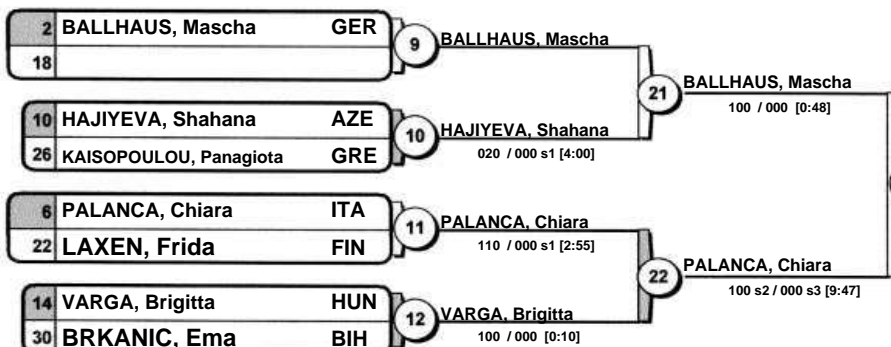 2 BALLHAUS, Mascha GER
18
9
BALLHAUS, Mascha
10 HAJIYEVA, Shahana AZE
26 KAISOPOULOU, Panagiota GRE
10
HAJIYEVA, Shahana
020 / 000 s1 [4:00]
21
BALLHAUS, Mascha
100 / 000 [0:48]
6 PALANCA, Chiara ITA
22 LAXEN, Frida FIN
11
PALANCA, Chiara
110 / 000 s1 [2:55]
14 VARGA, Brigitta HUN
30 BRKANIC, Ema BIH
12
VARGA, Brigitta
100 / 000 [0:10]
22
PALANCA, Chiara
100 s2 / 000 s3 [9:47]